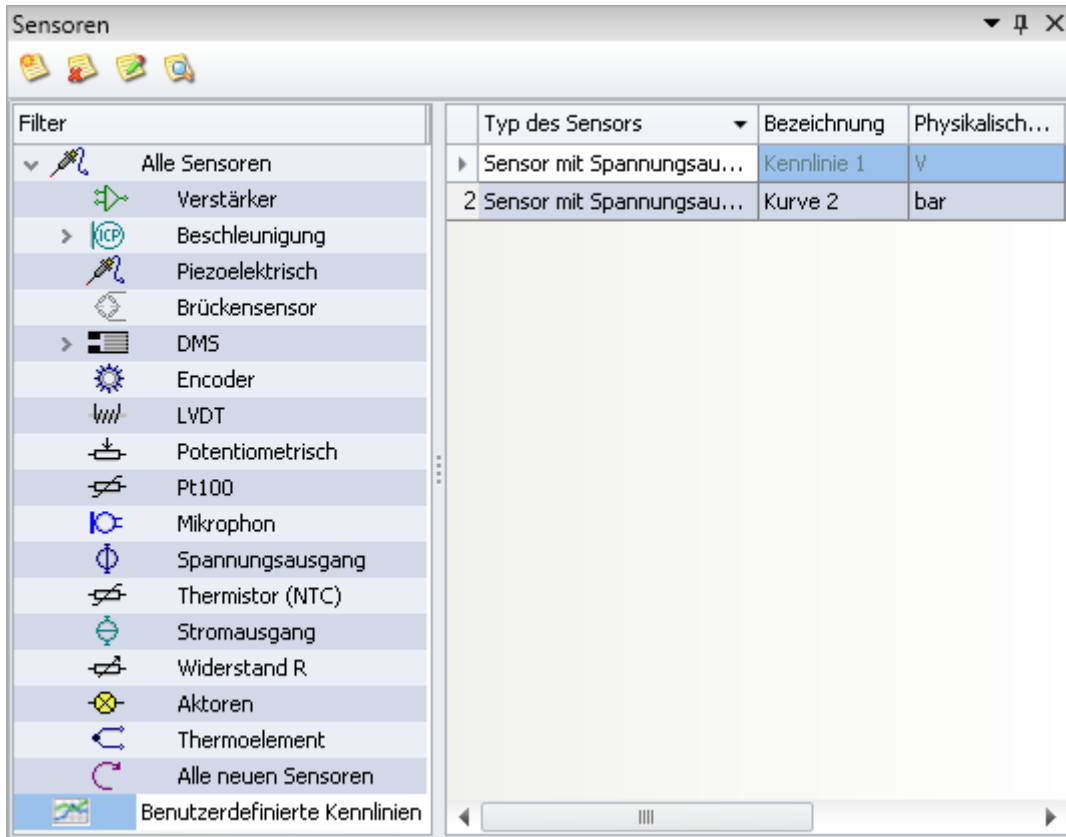 Sensoren
Filter
Alle Sensoren
Verstärker
ICP
Beschleunigung
Piezoelektrisch
Brückensensor
DMS
Encoder
LVDT
Potentiometrisch
Pt100
Mikrophon
Spannungsausgang
Thermistor (NTC)
Stromausgang
Widerstand R
Aktoren
Thermoelement
Alle neuen Sensoren
Benutzerdefinierte Kennlinien
Typ des Sensors Bezeichnung Physikalisch...
Sensor mit Spannungsau... Kennlinie 1 V
2 Sensor mit Spannungsau... Kurve 2 bar